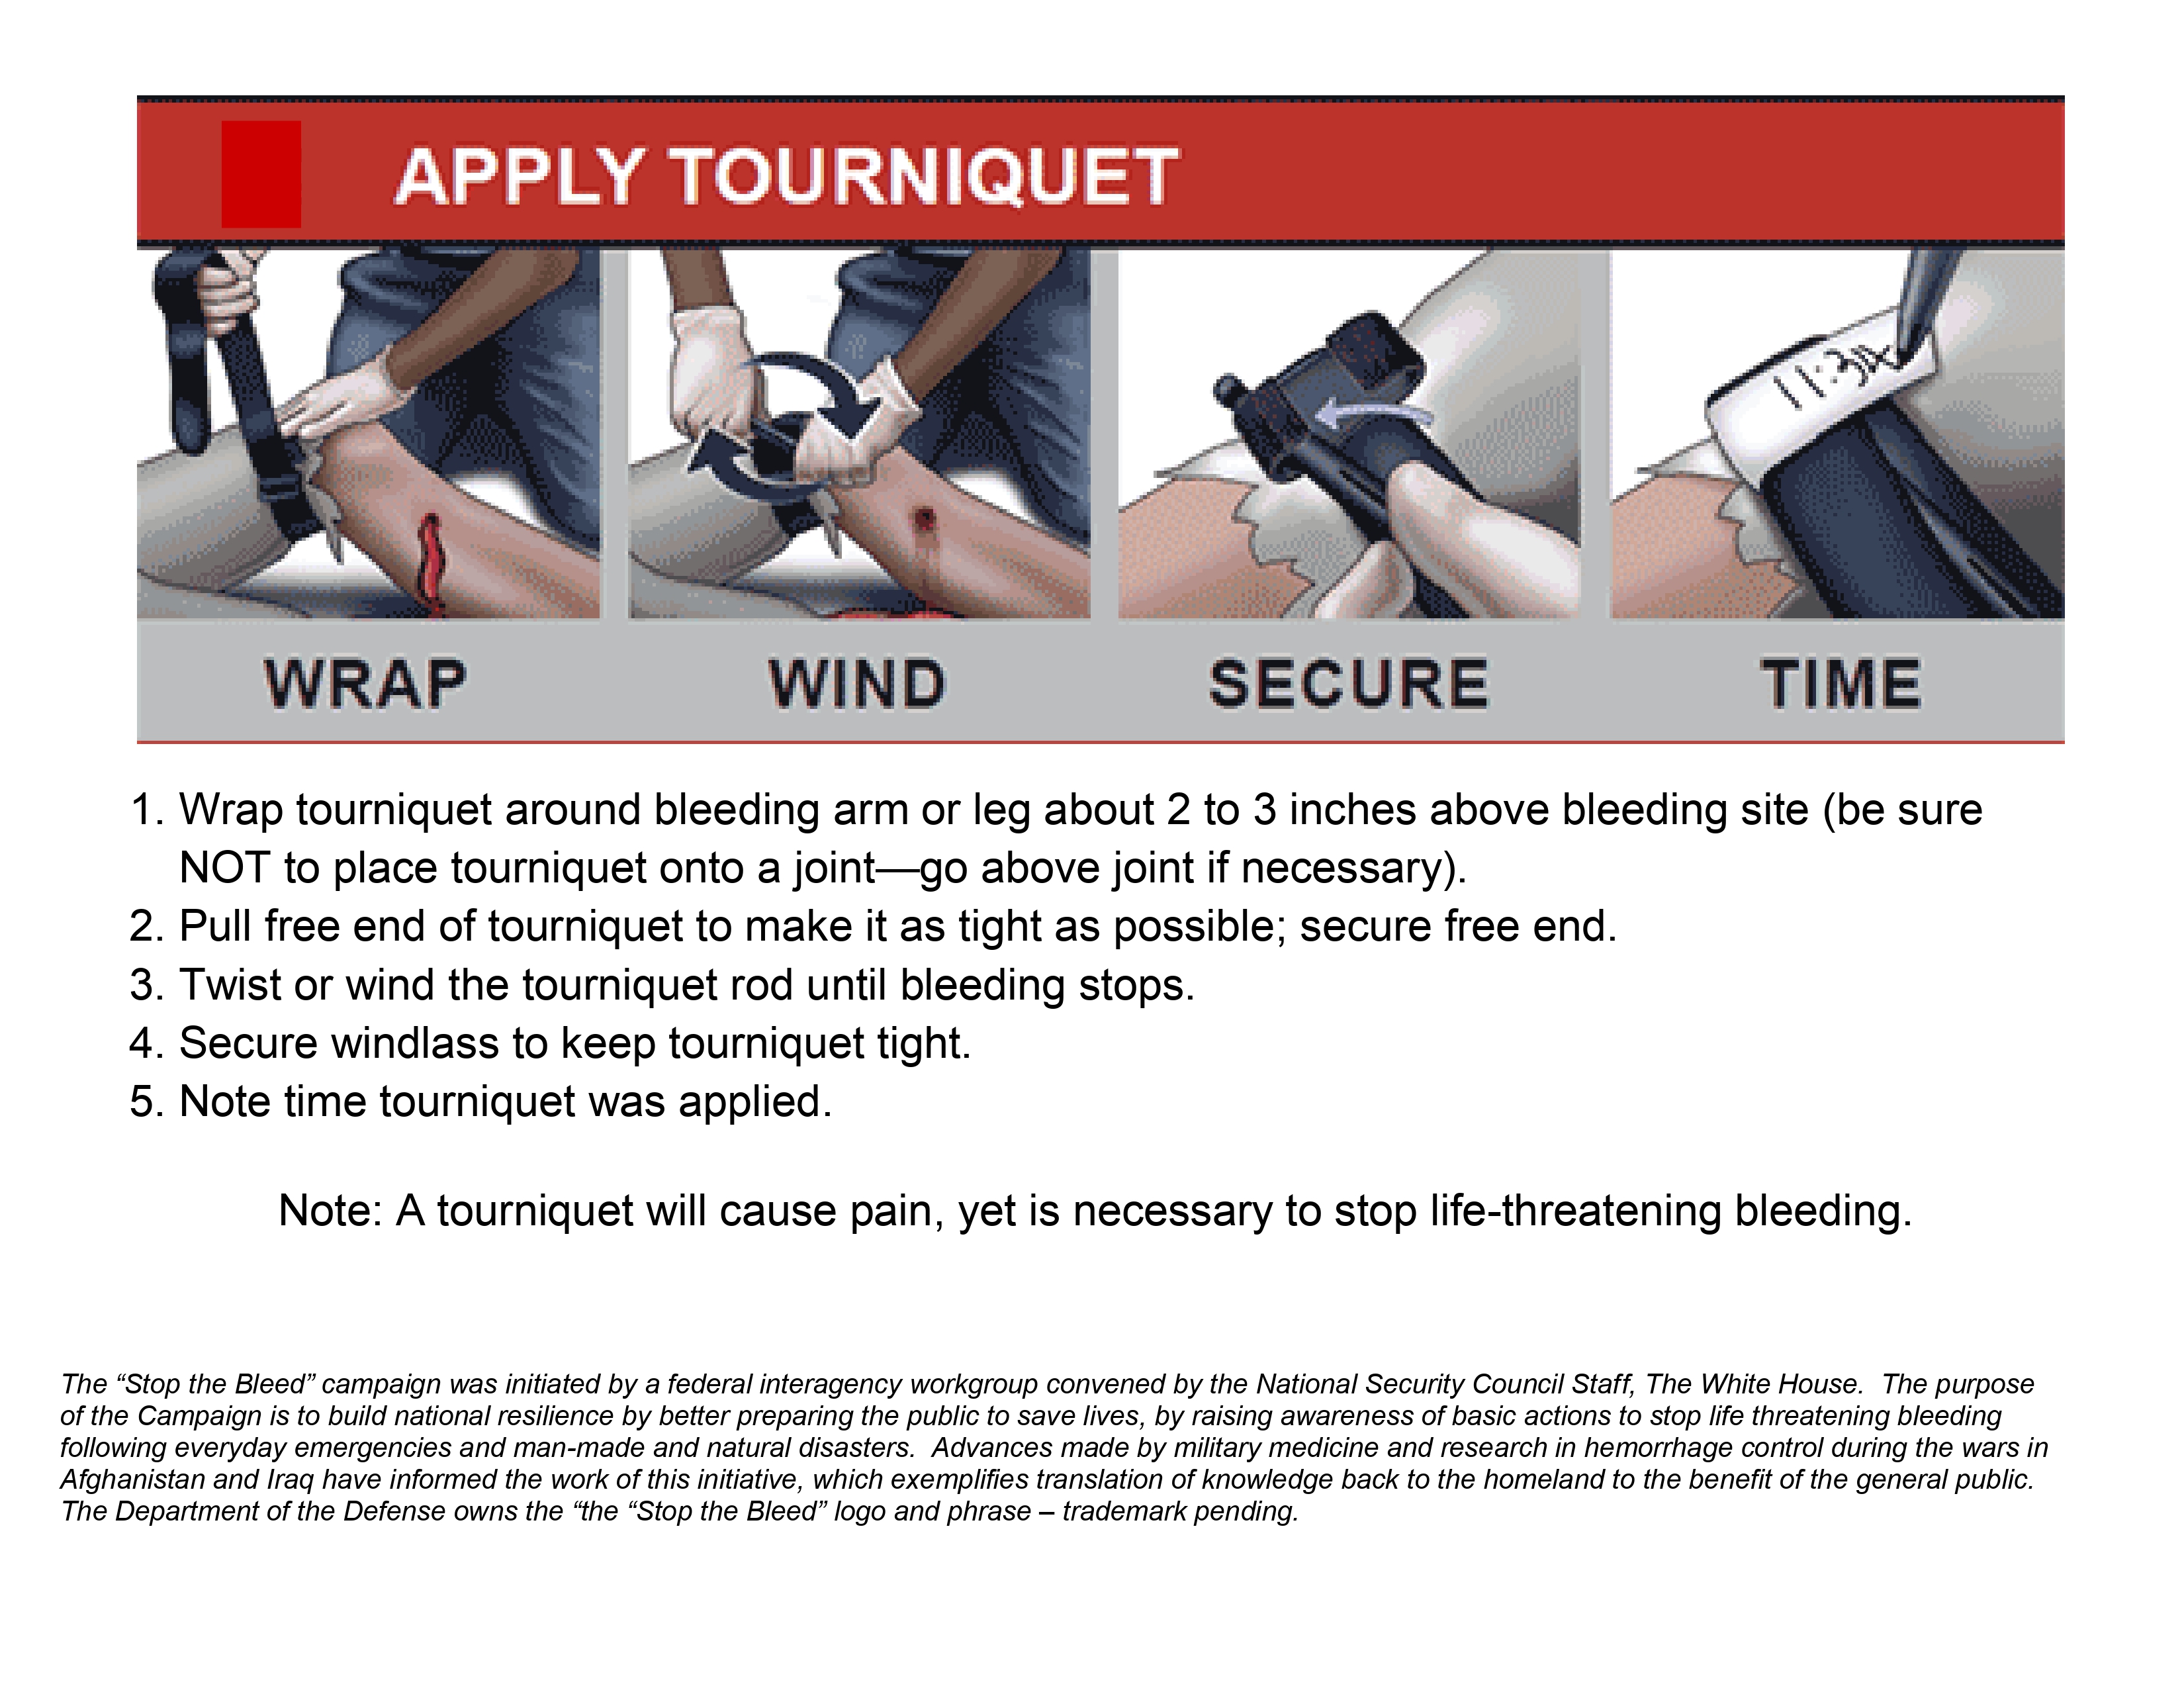 APPLY TOURNIQUET
11:34
WRAP
WIND
SECURE
TIME
1. Wrap tourniquet around bleeding arm or leg about 2 to 3 inches above bleeding site (be sure
NOT to place tourniquet onto a joint—go above joint if necessary).
2. Pull free end of tourniquet to make it as tight as possible; secure free end.
3. Twist or wind the tourniquet rod until bleeding stops.
4. Secure windlass to keep tourniquet tight.
5. Note time tourniquet was applied.
Note: A tourniquet will cause pain, yet is necessary to stop life-threatening bleeding.
The “Stop the Bleed” campaign was initiated by a federal interagency workgroup convened by the National Security Council Staff, The White House.  The purpose
of the Campaign is to build national resilience by better preparing the public to save lives, by raising awareness of basic actions to stop life threatening bleeding
following everyday emergencies and man-made and natural disasters.  Advances made by military medicine and research in hemorrhage control during the wars in
Afghanistan and Iraq have informed the work of this initiative, which exemplifies translation of knowledge back to the homeland to the benefit of the general public.
The Department of the Defense owns the “the “Stop the Bleed” logo and phrase – trademark pending.